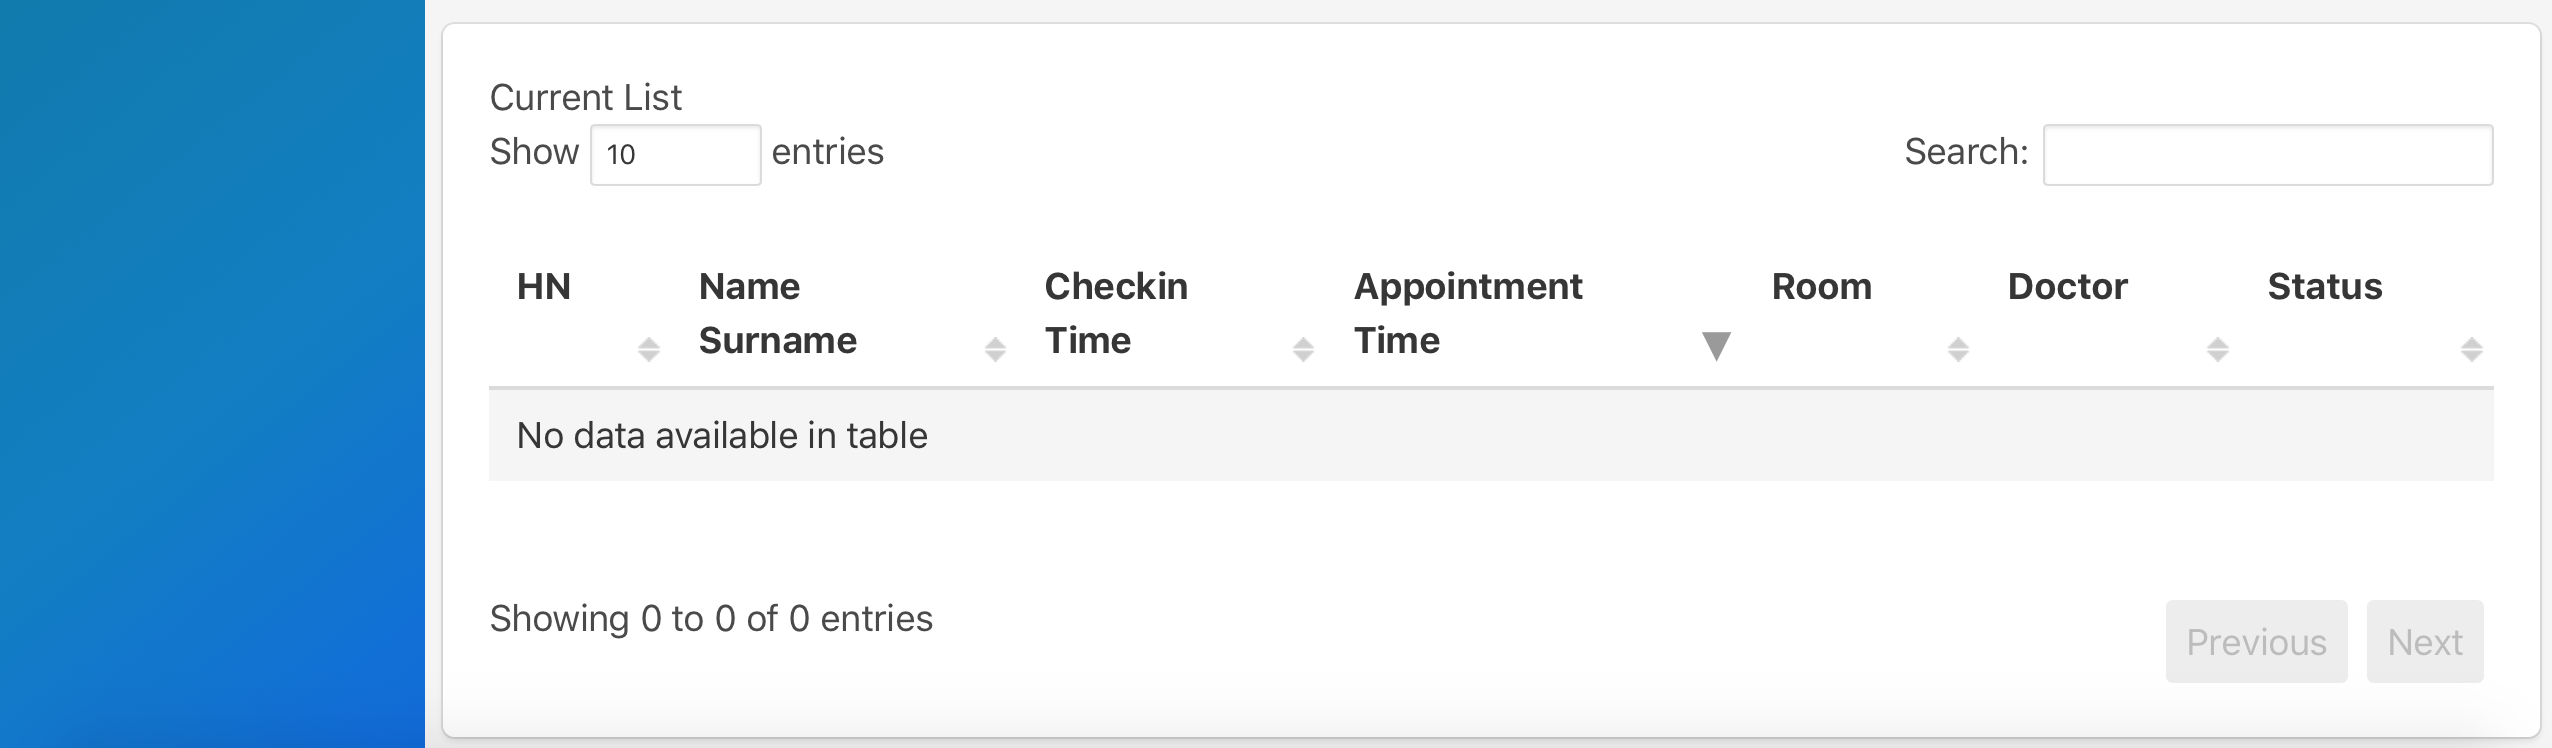 Current List
Show 10 entries Search:
HN Name Surname Checkin Time Appointment Time Room Doctor Status
No data available in table
Showing 0 to 0 of 0 entries Previous Next